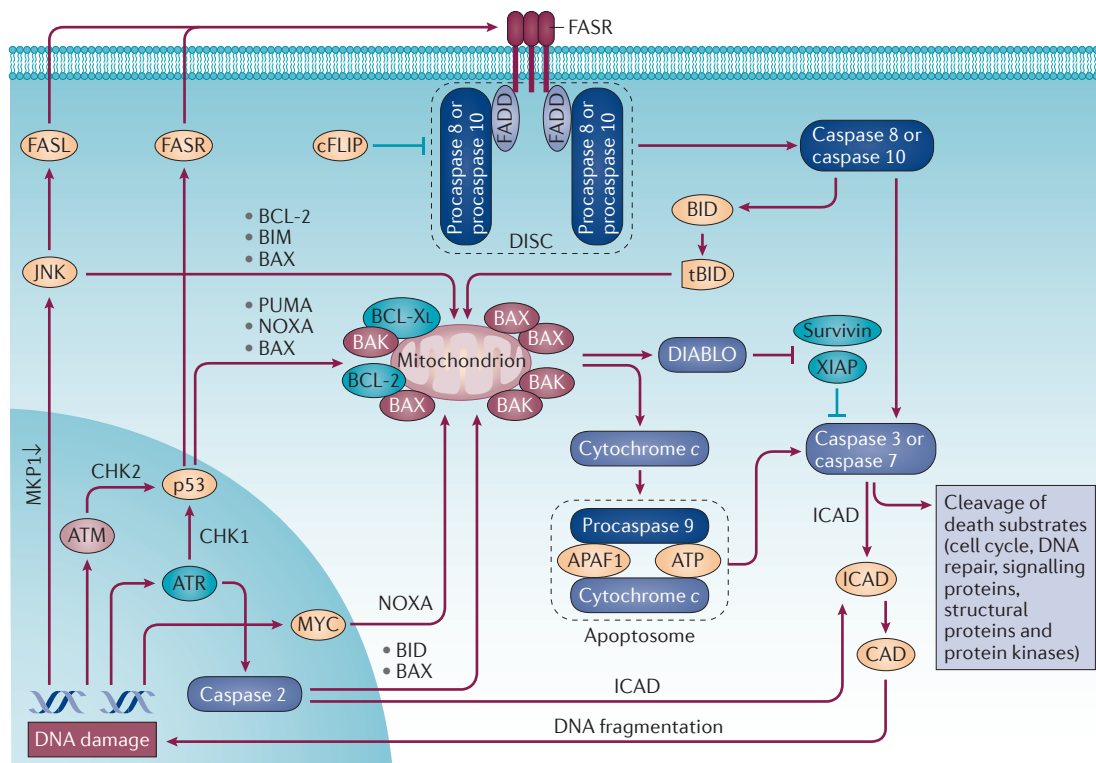 FASR
FASL
FASR
cFLIP
Procaspase 8 or
procaspase 10
FADD
FADD
Procaspase 8 or
procaspase 10
DISC
Caspase 8 or
caspase 10
BID
tBID
• BCL-2
• BIM
• BAX
JNK
• PUMA
• NOXA
• BAX
BCL-XL
BAK
BAX
BAX
Mitochondrion
BCL-2
BAX
BAK
BAK
DIABLO
Survivin
XIAP
Cytochrome c
Caspase 3 or
caspase 7
MKP1↓
CHK2
p53
ATM
CHK1
ATR
MYC
NOXA
• BID
• BAX
Caspase 2
Procaspase 9
APAF1
ATP
Cytochrome c
Apoptosome
ICAD
ICAD
CAD
Cleavage of
death substrates
(cell cycle, DNA
repair, signalling
proteins,
structural
proteins and
protein kinases)
ICAD
DNA fragmentation
DNA damage